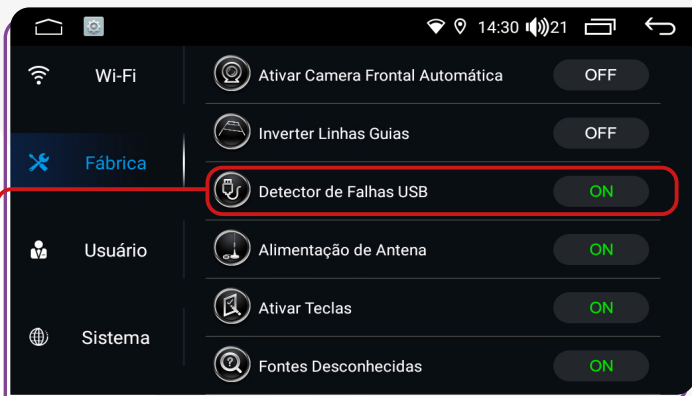 14:30 21
Wi-Fi
Ativar Camera Frontal Automática OFF
Inverter Linhas Guias OFF
Fábrica
Detector de Falhas USB ON
Usuário
Alimentação de Antena ON
Ativar Teclas ON
Sistema
Fontes Desconhecidas ON